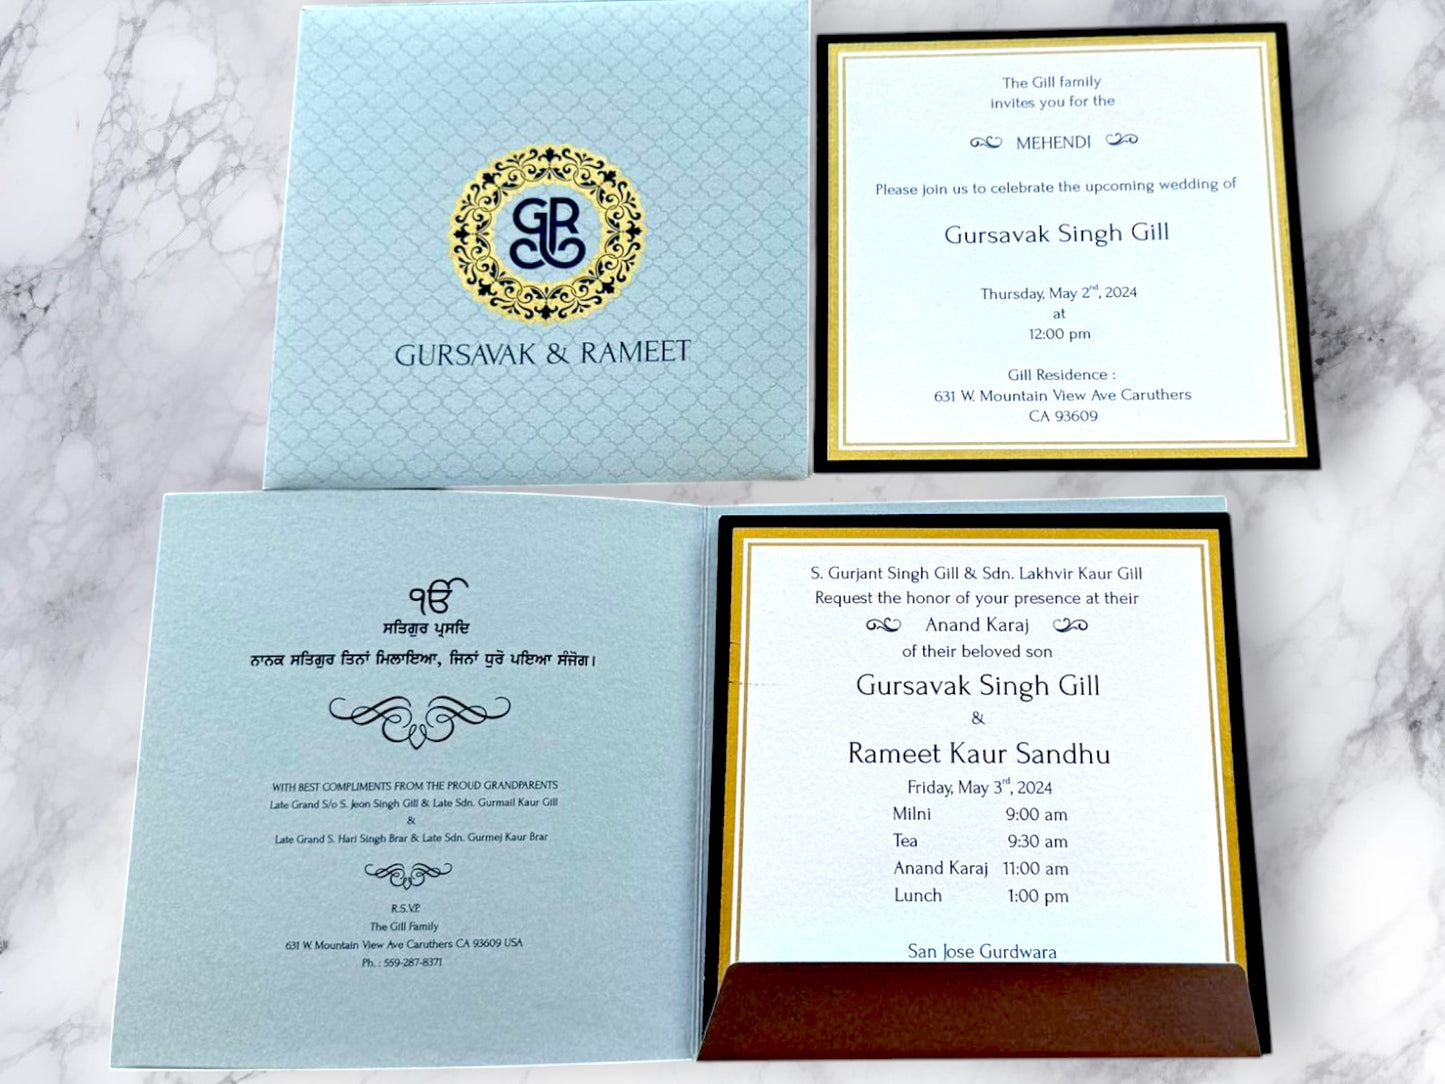 GR
GURSAVAK & RAMEET
The Gill family
invites you for the
MEHENDI
Please join us to celebrate the upcoming wedding of
Gursavak Singh Gill
Thursday, May 2nd, 2024
at
12:00 pm
Gill Residence :
631 W. Mountain View Ave Caruthers
CA 93609
ੴ
ਸਤਿਗੁਰ ਪ੍ਰਸਾਦਿ
ਨਾਨਕ ਸਤਿਗੁਰ ਤਿਨਾਂ ਮਿਲਾਇਆ, ਜਿਨਾਂ ਧੁਰੋ ਪਇਆ ਸੰਜੋਗ।
WITH BEST COMPLIMENTS FROM THE PROUD GRANDPARENTS
Late Grand S/o S. Jeon Singh Gill & Late Sdn. Gurmail Kaur Gill
&
Late Grand S. Hari Singh Brar & Late Sdn. Gurmej Kaur Brar
R.S.V.P.
The Gill Family
631 W. Mountain View Ave Caruthers CA 93609 USA
Ph. : 559-287-8371
S. Gurjant Singh Gill & Sdn. Lakhvir Kaur Gill
Request the honor of your presence at their
Anand Karaj
of their beloved son
Gursavak Singh Gill
&
Rameet Kaur Sandhu
Friday, May 3rd, 2024
Milni 9:00 am
Tea 9:30 am
Anand Karaj 11:00 am
Lunch 1:00 pm
San Jose Gurdwara